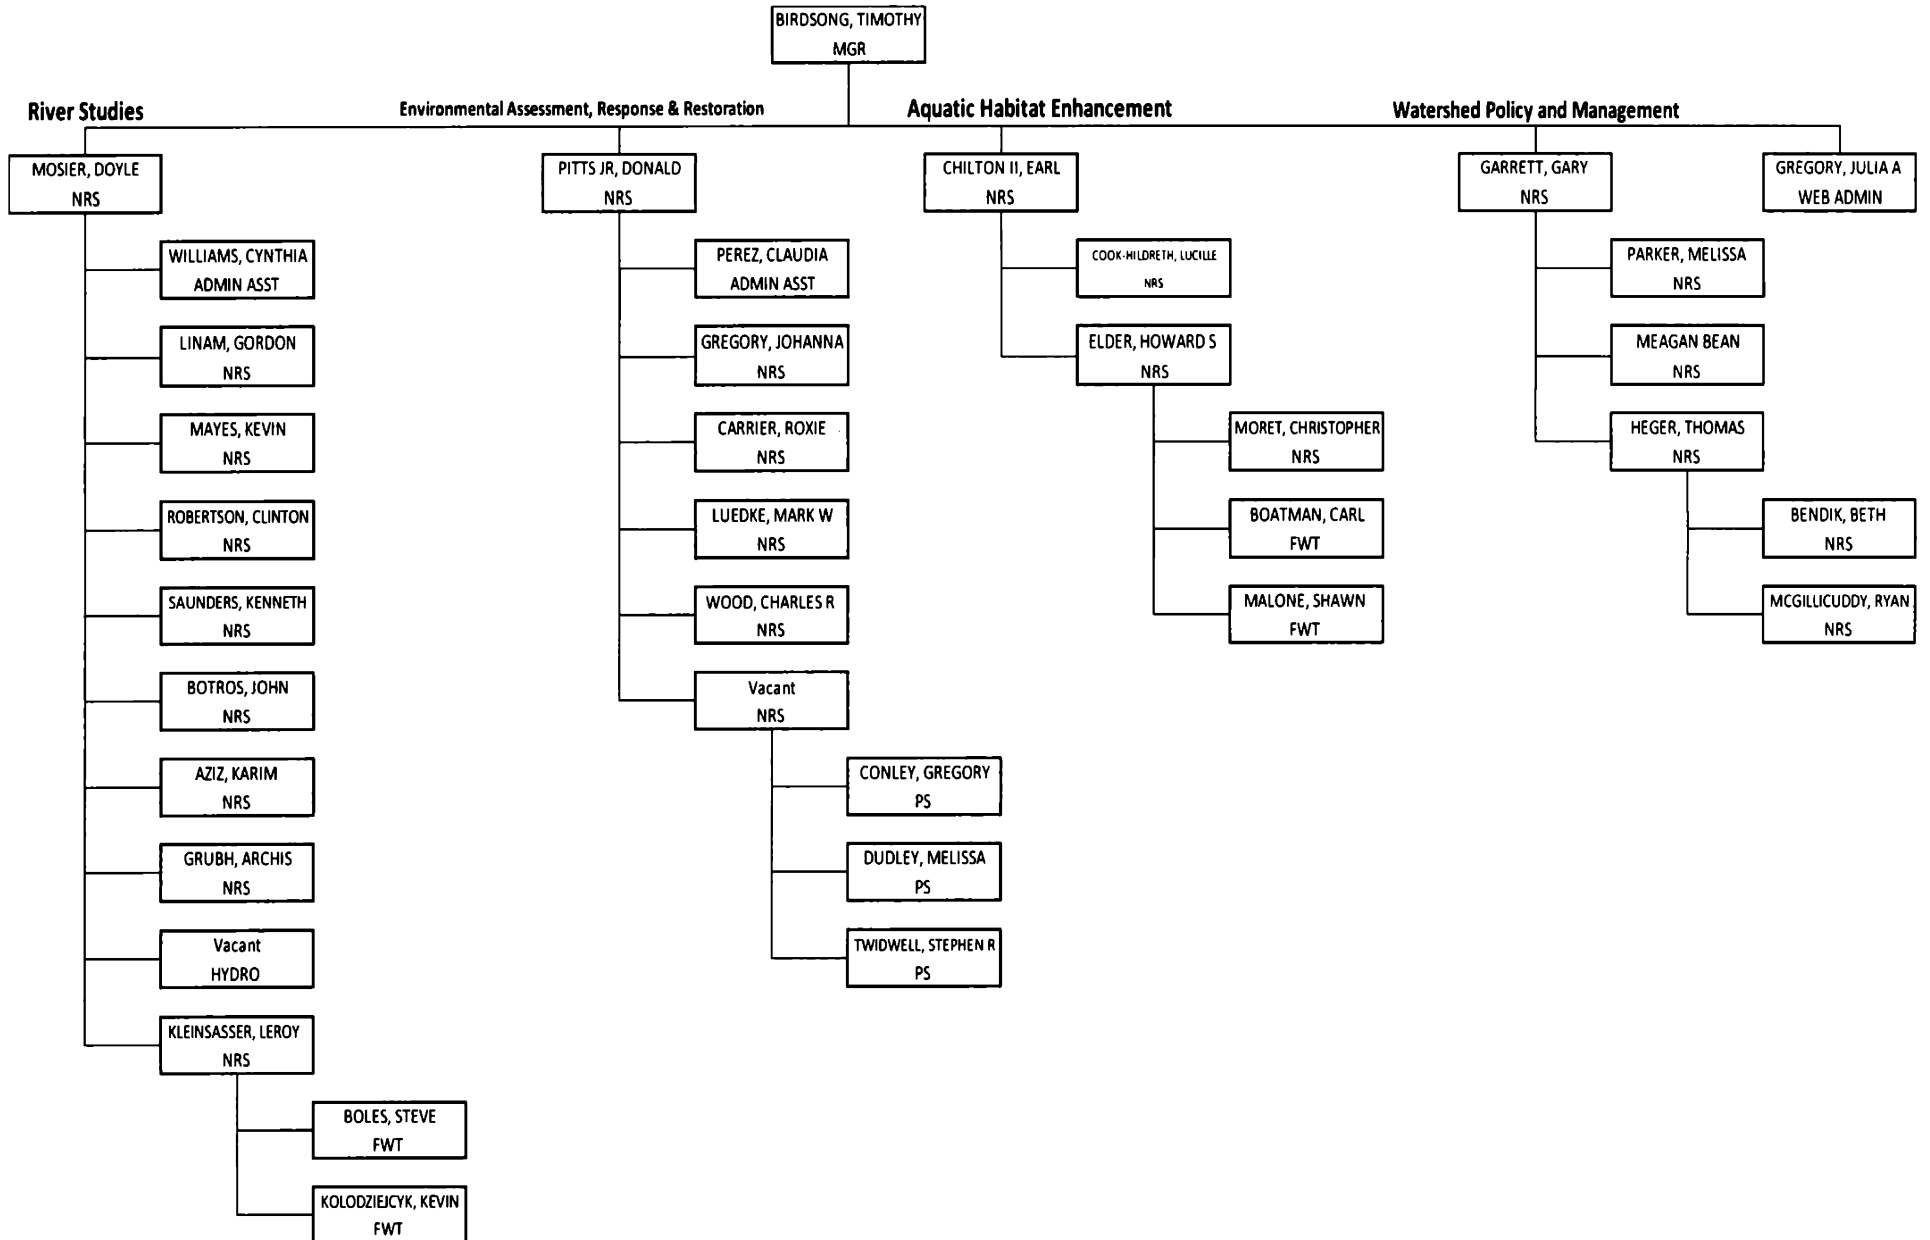 BIRDSONG, TIMOTHY
MGR
River Studies
Environmental Assessment, Response & Restoration
Aquatic Habitat Enhancement
Watershed Policy and Management
MOSIER, DOYLE
NRS
WILLIAMS, CYNTHIA
ADMIN ASST
LINAM, GORDON
NRS
MAYES, KEVIN
NRS
ROBERTSON, CLINTON
NRS
SAUNDERS, KENNETH
NRS
BOTROS, JOHN
NRS
AZIZ, KARIM
NRS
GRUBH, ARCHIS
NRS
Vacant
HYDRO
KLEINSASSER, LEROY
NRS
BOLES, STEVE
FWT
KOLODZIEJCYK, KEVIN
FWT
PITTS JR, DONALD
NRS
PEREZ, CLAUDIA
ADMIN ASST
GREGORY, JOHANNA
NRS
CARRIER, ROXIE
NRS
LUEDKE, MARK W
NRS
WOOD, CHARLES R
NRS
Vacant
NRS
CONLEY, GREGORY
PS
DUDLEY, MELISSA
PS
TWIDWELL, STEPHEN R
PS
CHILTON II, EARL
NRS
COOK-HILDRETH, LUCILLE
NRS
ELDER, HOWARD S
NRS
MORET, CHRISTOPHER
NRS
BOATMAN, CARL
FWT
MALONE, SHAWN
FWT
GARRETT, GARY
NRS
PARKER, MELISSA
NRS
MEAGAN BEAN
NRS
HEGER, THOMAS
NRS
BENDIK, BETH
NRS
MCGILLICUDDY, RYAN
NRS
GREGORY, JULIA A
WEB ADMIN